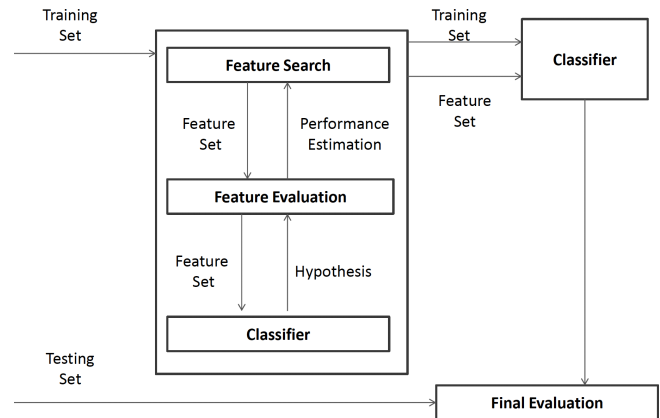 Training
Set
Training
Set
Feature Search
Classifier
Feature
Set
Performance
Estimation
Feature
Set
Feature Evaluation
Feature
Set
Hypothesis
Classifier
Testing
Set
Final Evaluation